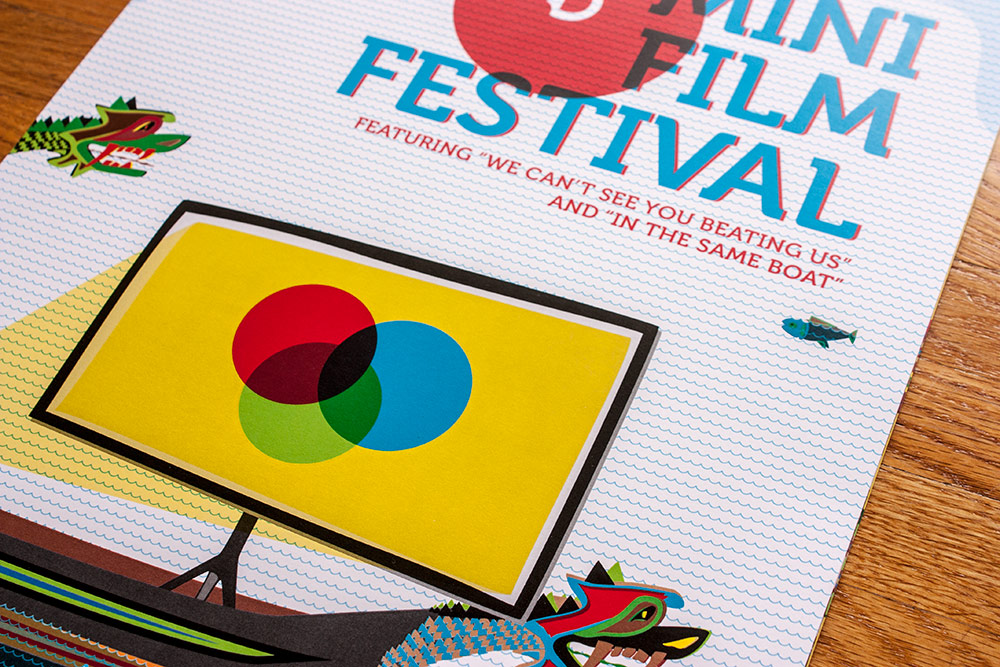 MINI
FILM
FESTIVAL
FEATURING "WE CAN'T SEE YOU BEATING US"
AND "IN THE SAME BOAT"